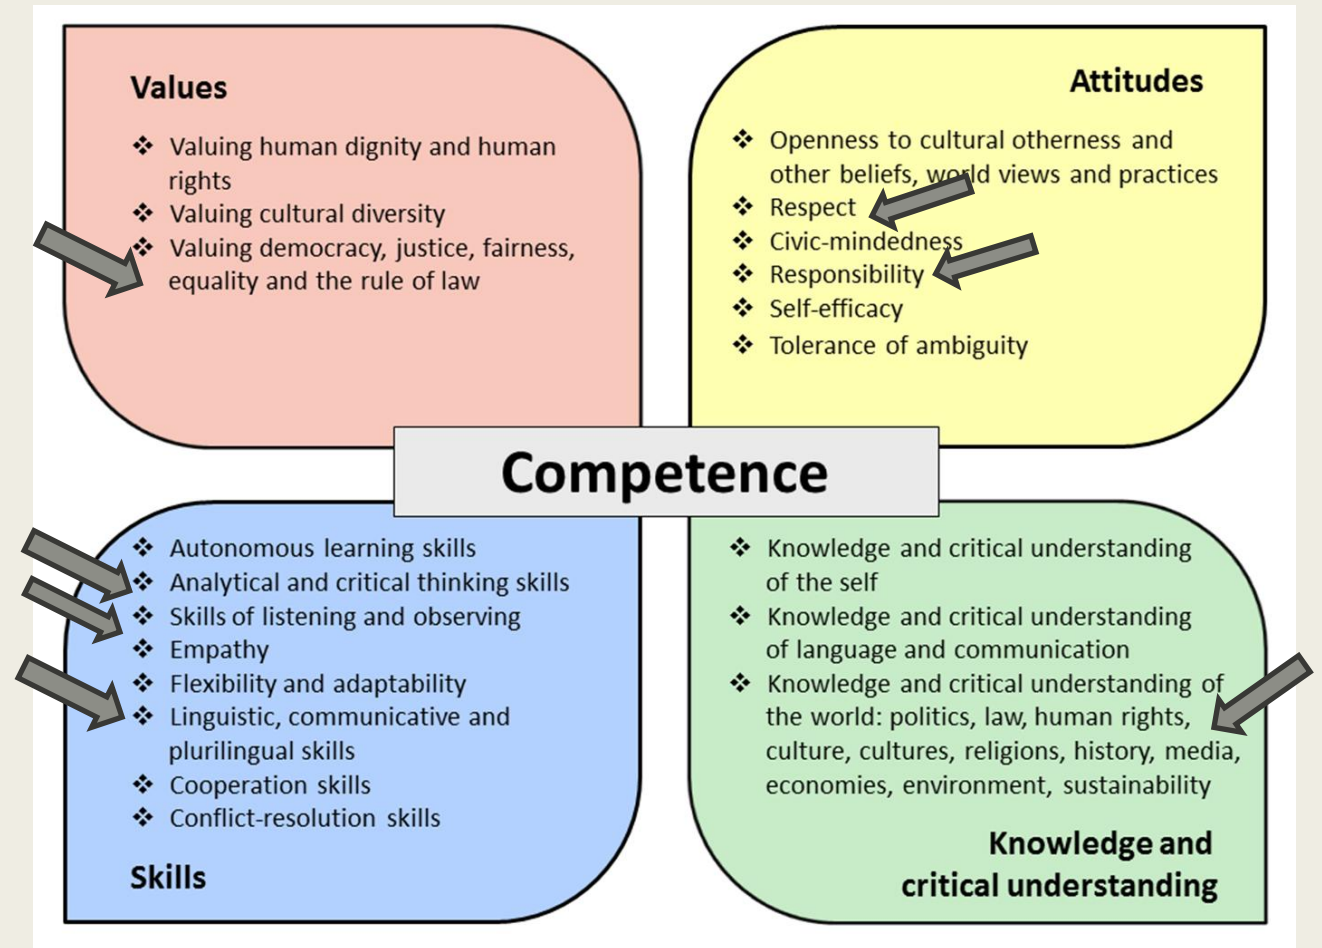 Values
❖ Valuing human dignity and human
rights
❖ Valuing cultural diversity
❖ Valuing democracy, justice, fairness,
equality and the rule of law
Attitudes
❖ Openness to cultural otherness and
other beliefs, world views and practices
❖ Respect
❖ Civic-mindedness
❖ Responsibility
❖ Self-efficacy
❖ Tolerance of ambiguity
Competence
❖ Autonomous learning skills
❖ Analytical and critical thinking skills
❖ Skills of listening and observing
❖ Empathy
❖ Flexibility and adaptability
❖ Linguistic, communicative and
plurilingual skills
❖ Cooperation skills
❖ Conflict-resolution skills
Skills
❖ Knowledge and critical understanding
of the self
❖ Knowledge and critical understanding
of language and communication
❖ Knowledge and critical understanding of
the world: politics, law, human rights,
culture, cultures, religions, history, media,
economies, environment, sustainability
Knowledge and
critical understanding